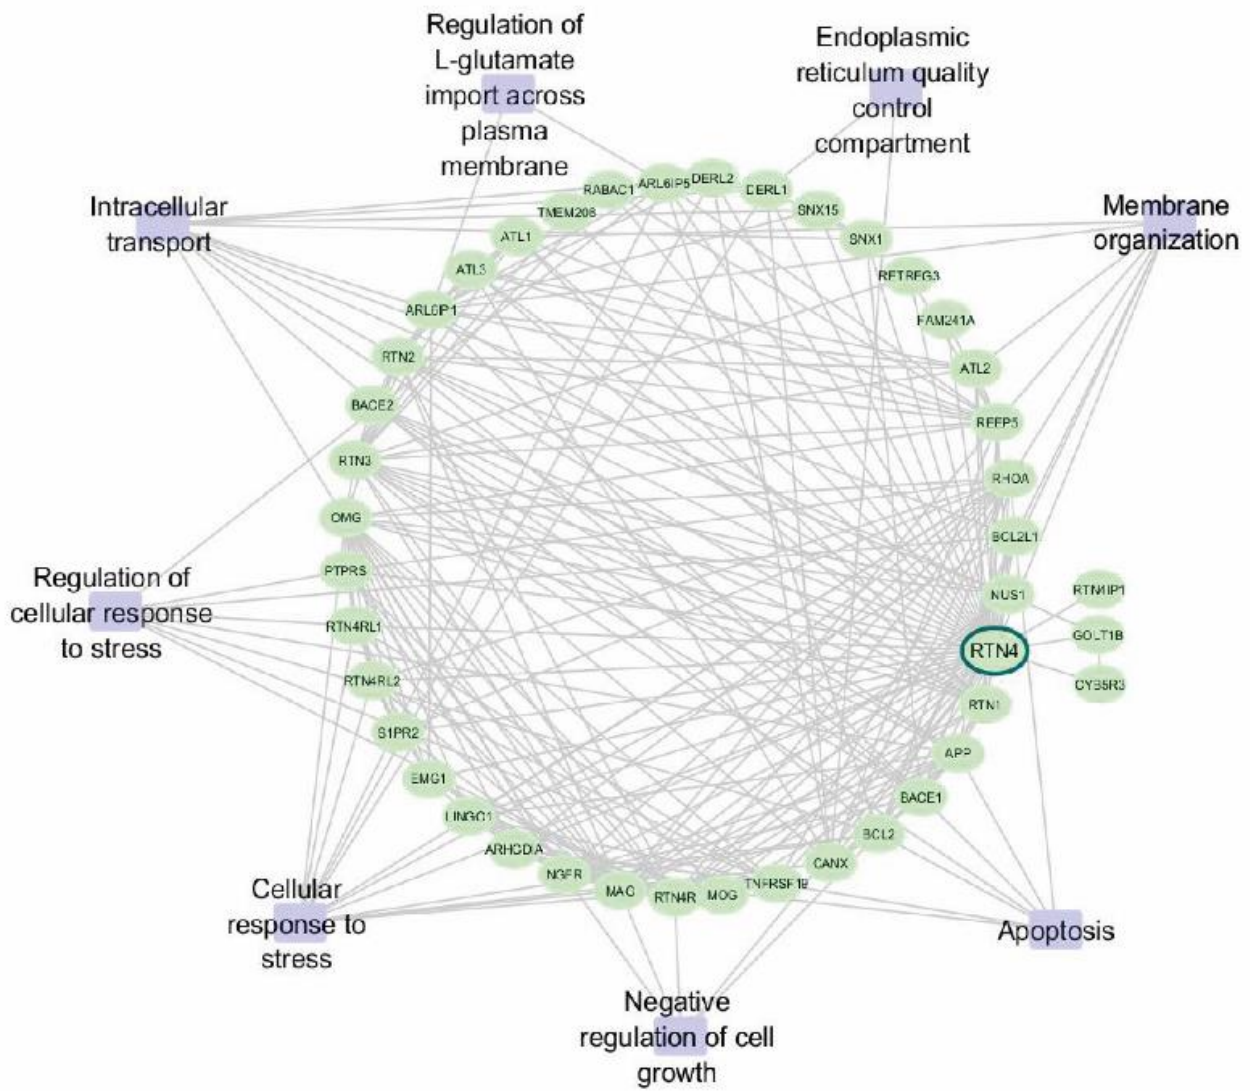 Regulation of
L-glutamate
import across
plasma
membrane
Endoplasmic
reticulum quality
control
compartment
Intracellular
transport
Membrane
organization
RABAC1
ARL6IP5
DERL2
DERL1
TMEM208
SNX15
ATL1
SNX1
ATL3
RETREG3
ARL6IP1
FAM241A
RTN2
ATL2
BACE2
REEP5
RTN3
RHOA
OMG
BCL2L1
PTPRS
NUS1
RTN4IP1
RTN4RL1
GOLT1B
RTN4
RTN4RL2
CYB5R3
RTN1
S1PR2
APP
EMG1
BACE1
LINGO1
BCL2
ARHGDIA
CANX
NGFR
MAG
RTN4R
MOG
TNFRSF19
Regulation of
cellular response
to stress
Cellular
response to
stress
Apoptosis
Negative
regulation of cell
growth